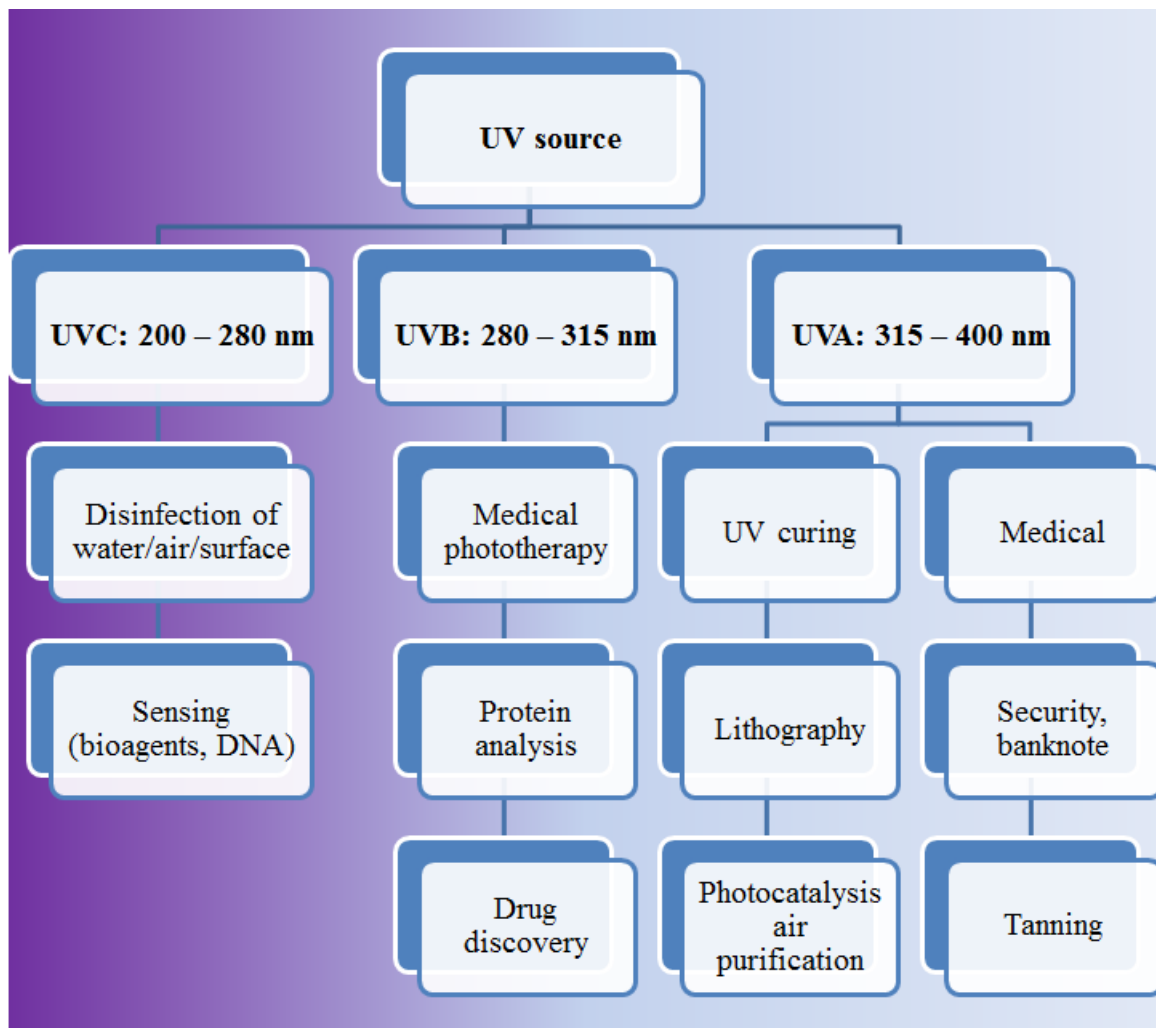 UV source
UVC: 200 – 280 nm
UVB: 280 – 315 nm
UVA: 315 – 400 nm
Disinfection of
water/air/surface
Medical
phototherapy
UV curing
Medical
Sensing
(bioagents, DNA)
Protein
analysis
Lithography
Security,
banknote
Drug
discovery
Photocatalysis
air
purification
Tanning